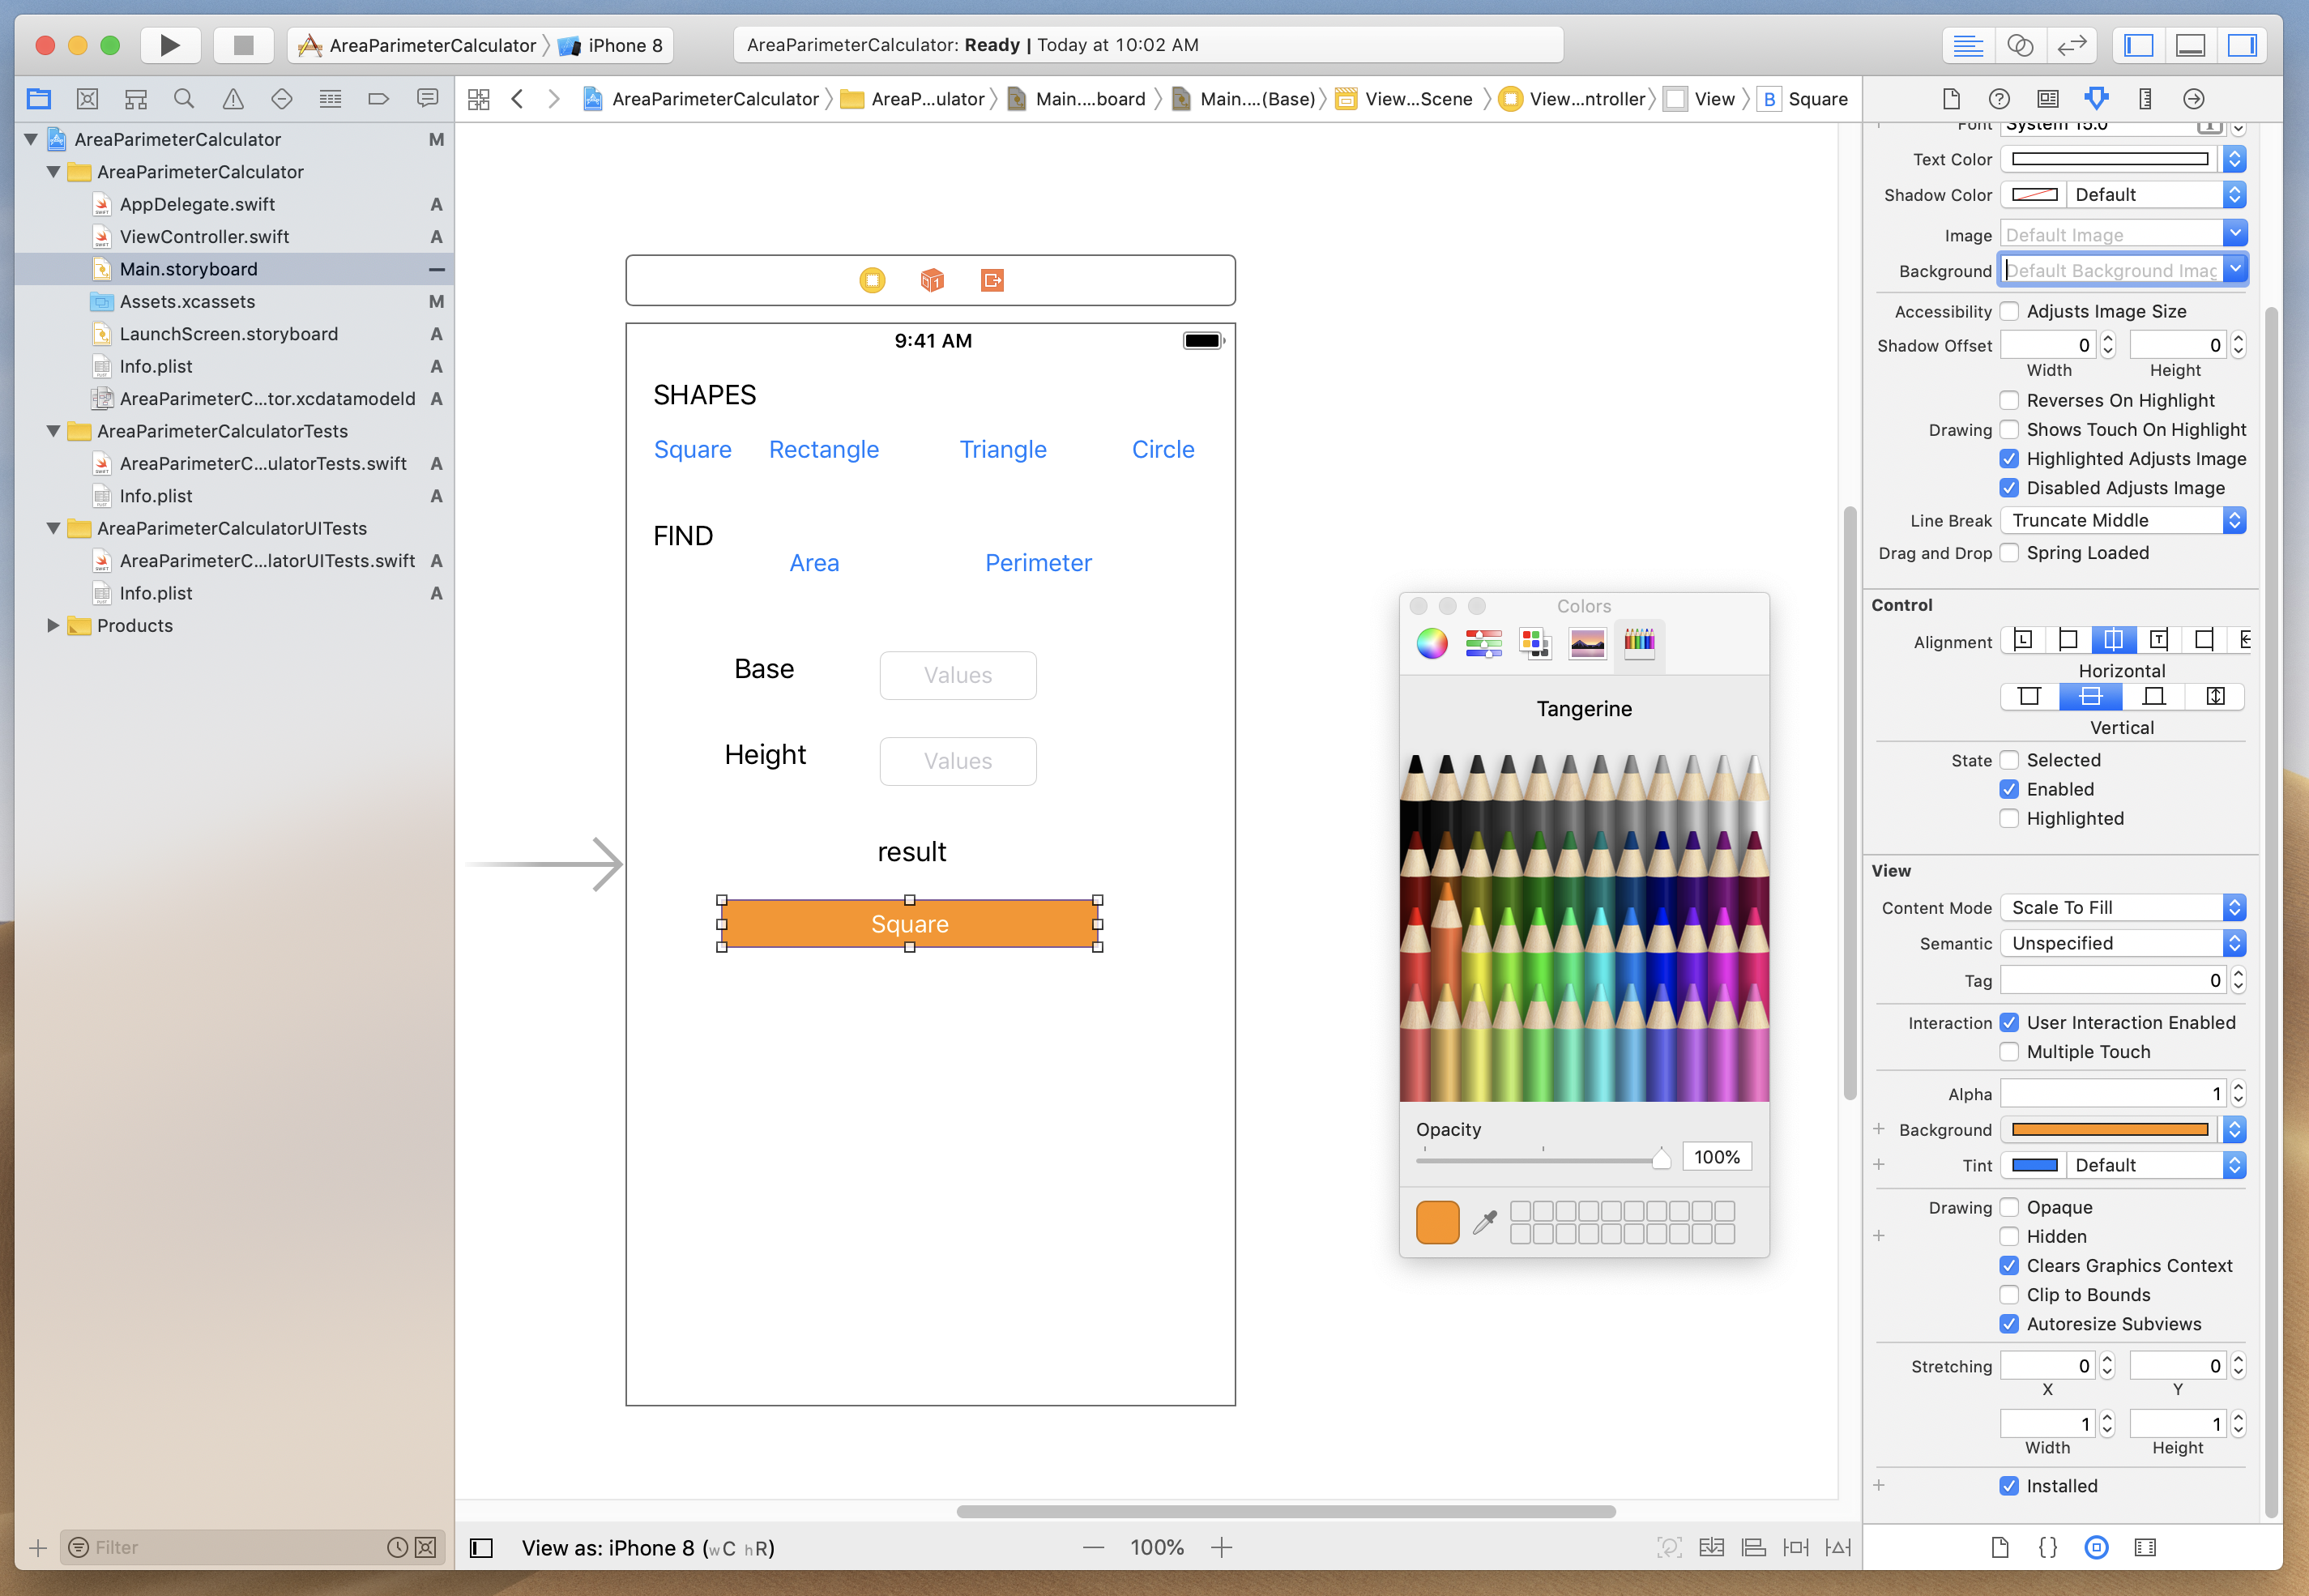 AreaParimeterCalculator
iPhone 8
AreaParimeterCalculator: Ready | Today at 10:02 AM
AreaParimeterCalculator
AreaP...ulator
Main....board
Main....(Base)
View...Scene
View...ntroller
View
B
Square
AreaParimeterCalculator M
AreaParimeterCalculator
AppDelegate.swift A
ViewController.swift A
Main.storyboard
Assets.xcassets M
LaunchScreen.storyboard A
Info.plist A
AreaParimeterC...tor.xcdatamodeld A
AreaParimeterCalculatorTests
AreaParimeterC...ulatorTests.swift A
Info.plist A
AreaParimeterCalculatorUITests
AreaParimeterC...latorUITests.swift A
Info.plist A
Products
Filter
9:41 AM
SHAPES
Square Rectangle Triangle Circle
FIND
Area Perimeter
Base Values
Height Values
result
Square
View as: iPhone 8 (wC hR)
100%
Colors
Tangerine
Opacity
100%
Font System 15.0
Text Color
Shadow Color Default
Image Default Image
Background Default Background Imag
Accessibility Adjusts Image Size
Shadow Offset 0 0
Width Height
Reverses On Highlight
Drawing Shows Touch On Highlight
Highlighted Adjusts Image
Disabled Adjusts Image
Line Break Truncate Middle
Drag and Drop Spring Loaded
Control
Alignment
Horizontal
Vertical
State Selected
Enabled
Highlighted
View
Content Mode Scale To Fill
Semantic Unspecified
Tag 0
Interaction User Interaction Enabled
Multiple Touch
Alpha 1
Background
Tint Default
Drawing Opaque
Hidden
Clears Graphics Context
Clip to Bounds
Autoresize Subviews
Stretching 0 0
X Y
1 1
Width Height
Installed